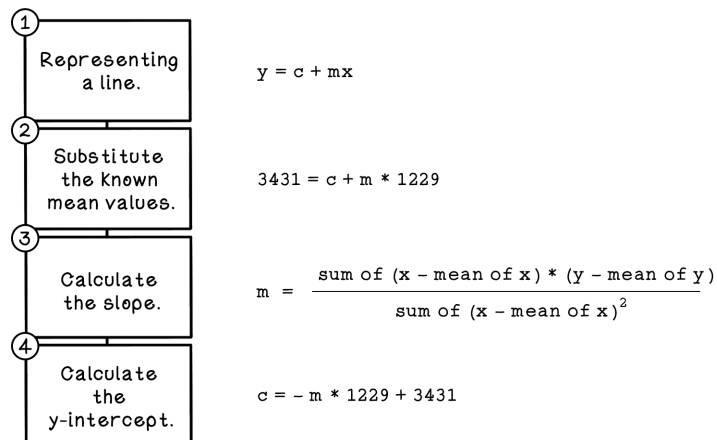 1
Representing
a line.
y = c + mx
2
Substitute
the known
mean values.
3431 = c + m * 1229
3
Calculate
the slope.
sum of (x – mean of x) * (y – mean of y)
m =
sum of (x – mean of x)²
4
Calculate
the
y-intercept.
c = – m * 1229 + 3431